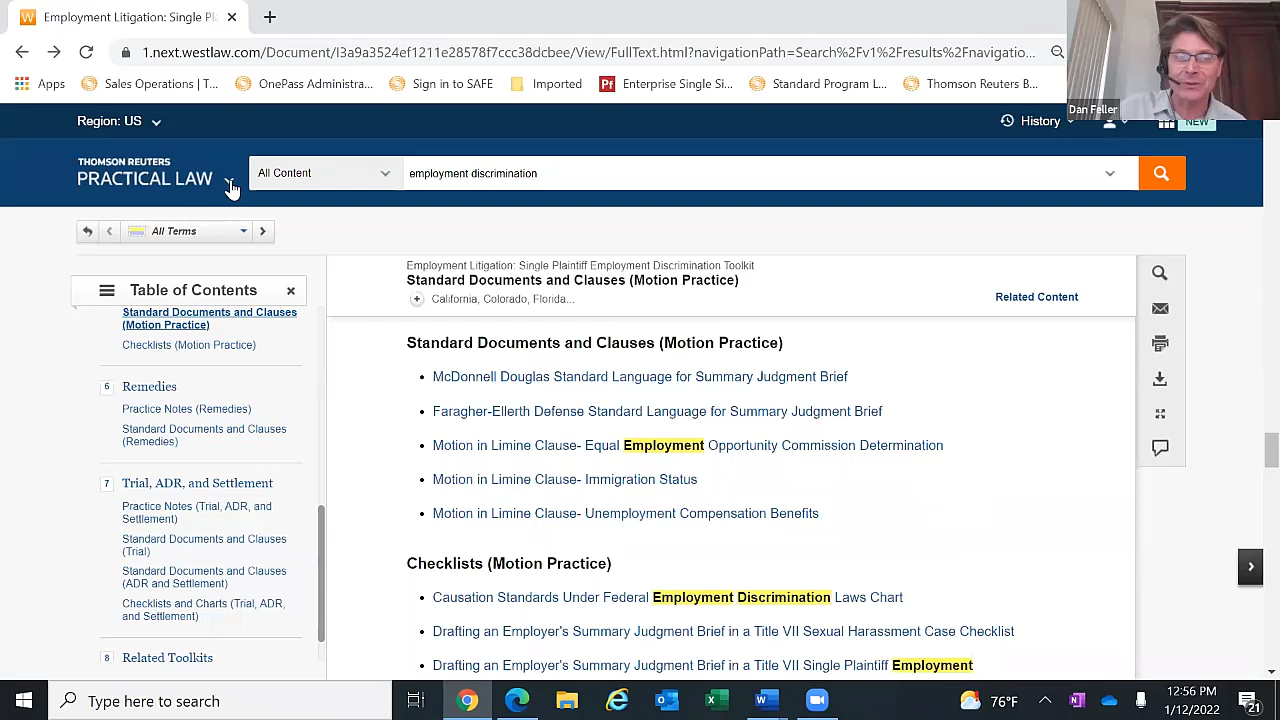 Employment Litigation: Single Pl
1.next.westlaw.com/Document/I3a9a3524ef1211e28578f7ccc38dcbee/View/FullText.html?navigationPath=Search%2Fv1%2Fresults%2Fnavigatio...
Apps
Sales Operations | T...
OnePass Administra...
Sign in to SA
Imported
Enterprise Single Si...
Standard Program L...
Thomson Reuters B...
Dan Feller
Region: US
History
NEW
THOMSON REUTERS
PRACTICAL LAW
All Content
employment discrimination
All Terms
Table of Contents
Standard Documents and Clauses
(Motion Practice)
Checklists (Motion Practice)
6 Remedies
Practice Notes (Remedies)
Standard Documents and Clauses
(Remedies)
7 Trial, ADR, and Settlement
Practice Notes (Trial, ADR, and
Settlement)
Standard Documents and Clauses
(Trial)
Standard Documents and Clauses
(ADR and Settlement)
Checklists and Charts (Trial, ADR,
and Settlement)
8 Related Toolkits
Employment Litigation: Single Plaintiff Employment Discrimination Toolkit
Standard Documents and Clauses (Motion Practice)
California, Colorado, Florida...
Related Content
Standard Documents and Clauses (Motion Practice)
• McDonnell Douglas Standard Language for Summary Judgment Brief
• Faragher-Ellerth Defense Standard Language for Summary Judgment Brief
• Motion in Limine Clause- Equal Employment Opportunity Commission Determination
• Motion in Limine Clause- Immigration Status
• Motion in Limine Clause- Unemployment Compensation Benefits
Checklists (Motion Practice)
• Causation Standards Under Federal Employment Discrimination Laws Chart
• Drafting an Employer's Summary Judgment Brief in a Title VII Sexual Harassment Case Checklist
• Drafting an Employer's Summary Judgment Brief in a Title VII Single Plaintiff Employment
Type here to search
76°F
12:56 PM
1/12/2022
21